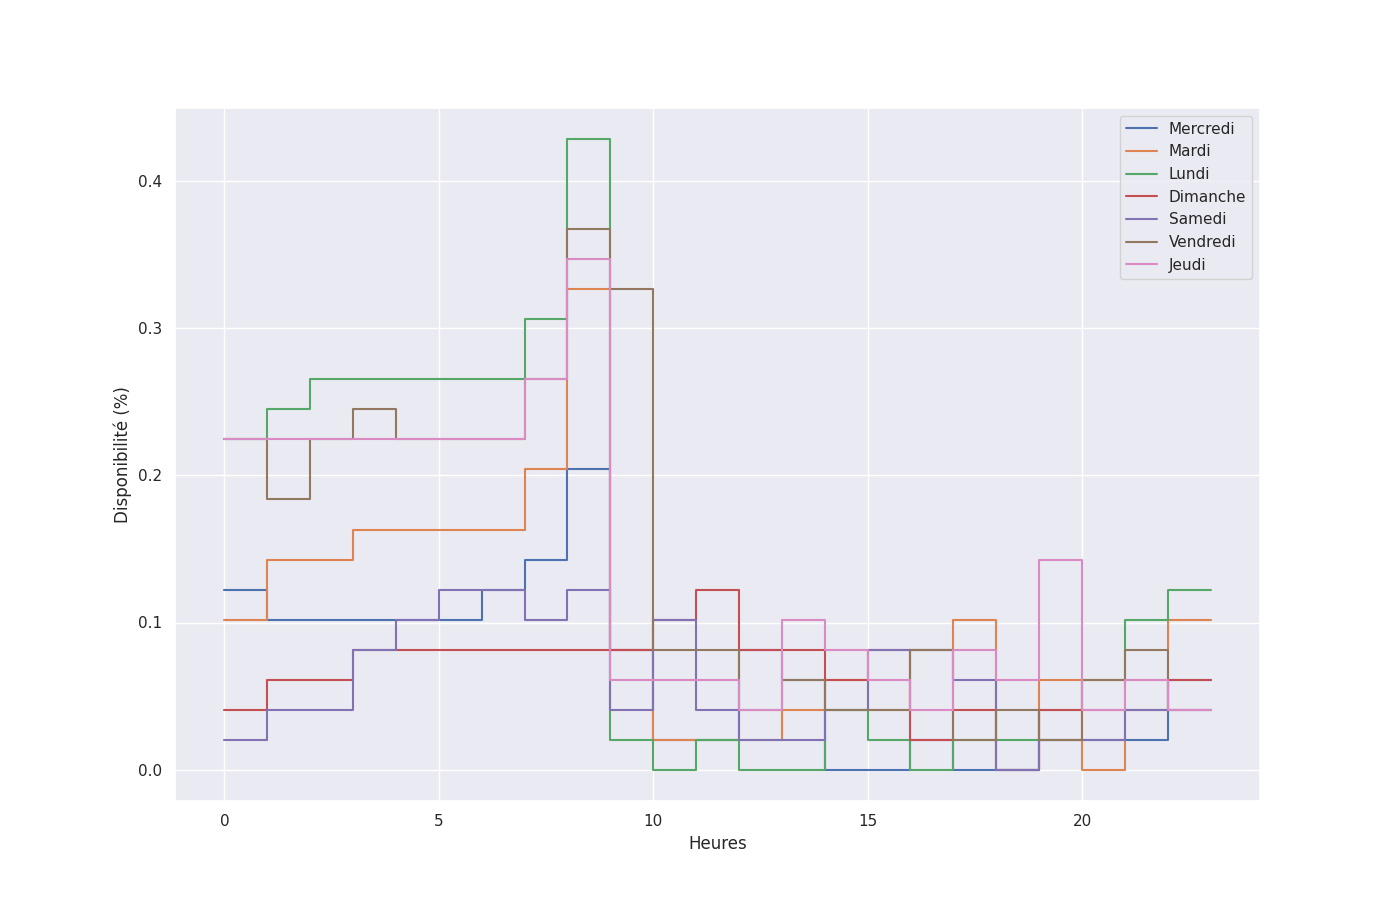 Mercredi
Mardi
Lundi
Dimanche
Samedi
Vendredi
Jeudi
0.4
0.3
0.2
0.1
0.0
Disponibilité (%)
0 5 10 15 20
Heures